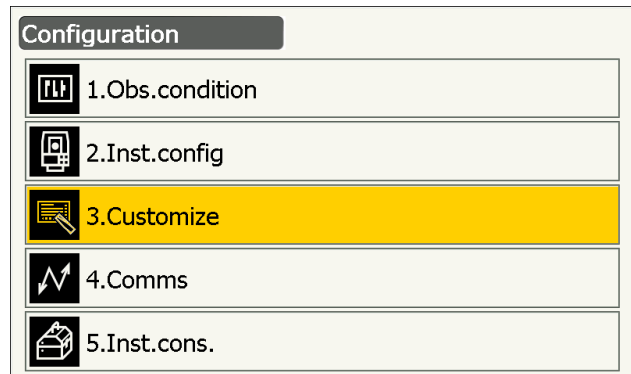 Configuration
1.Obs.condition
2.Inst.config
3.Customize
4.Comms
5.Inst.cons.